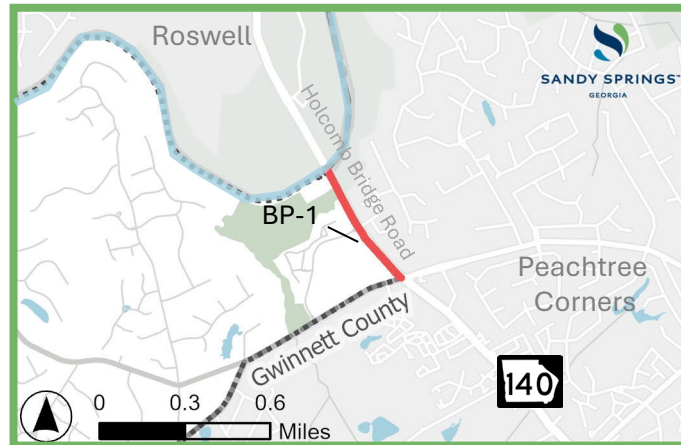 Roswell
SANDY SPRINGS™
GEORGIA
Holcomb Bridge Road
BP-1
Peachtree
Corners
Gwinnett County
140
0 0.3 0.6
Miles